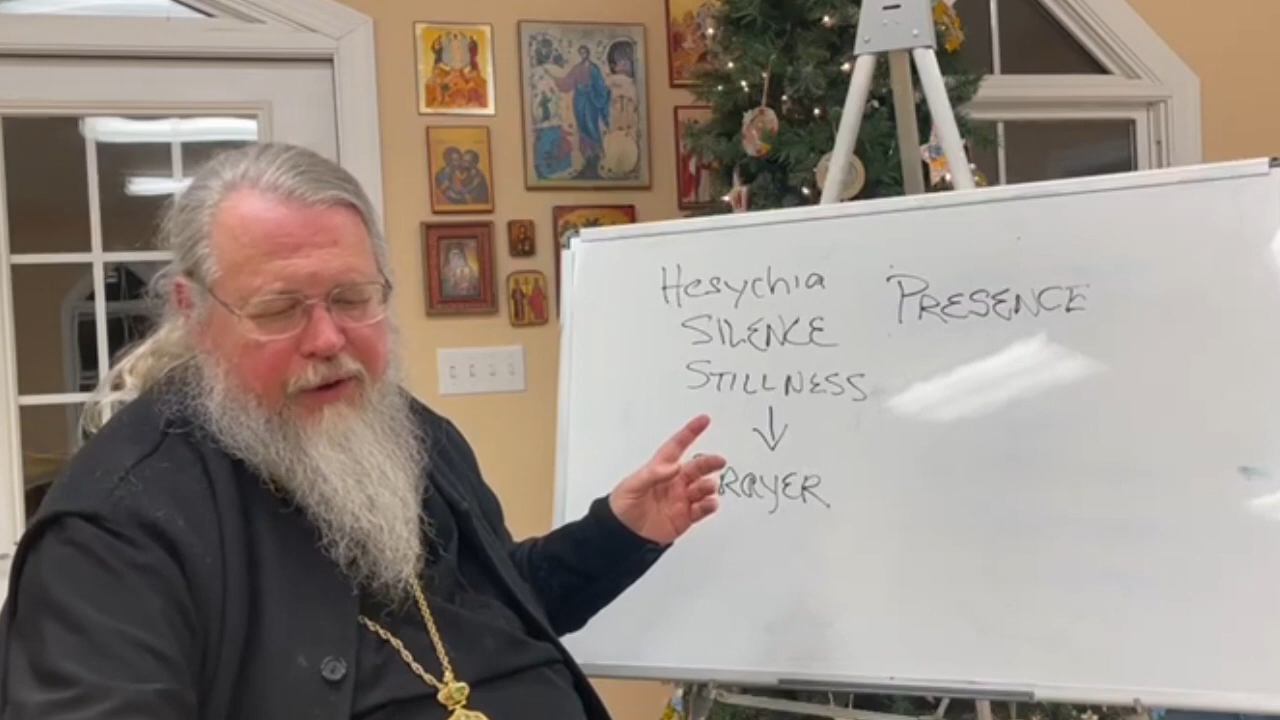 Hesychia
SILENCE
STILLNESS
↓
PRAYER
PRESENCE